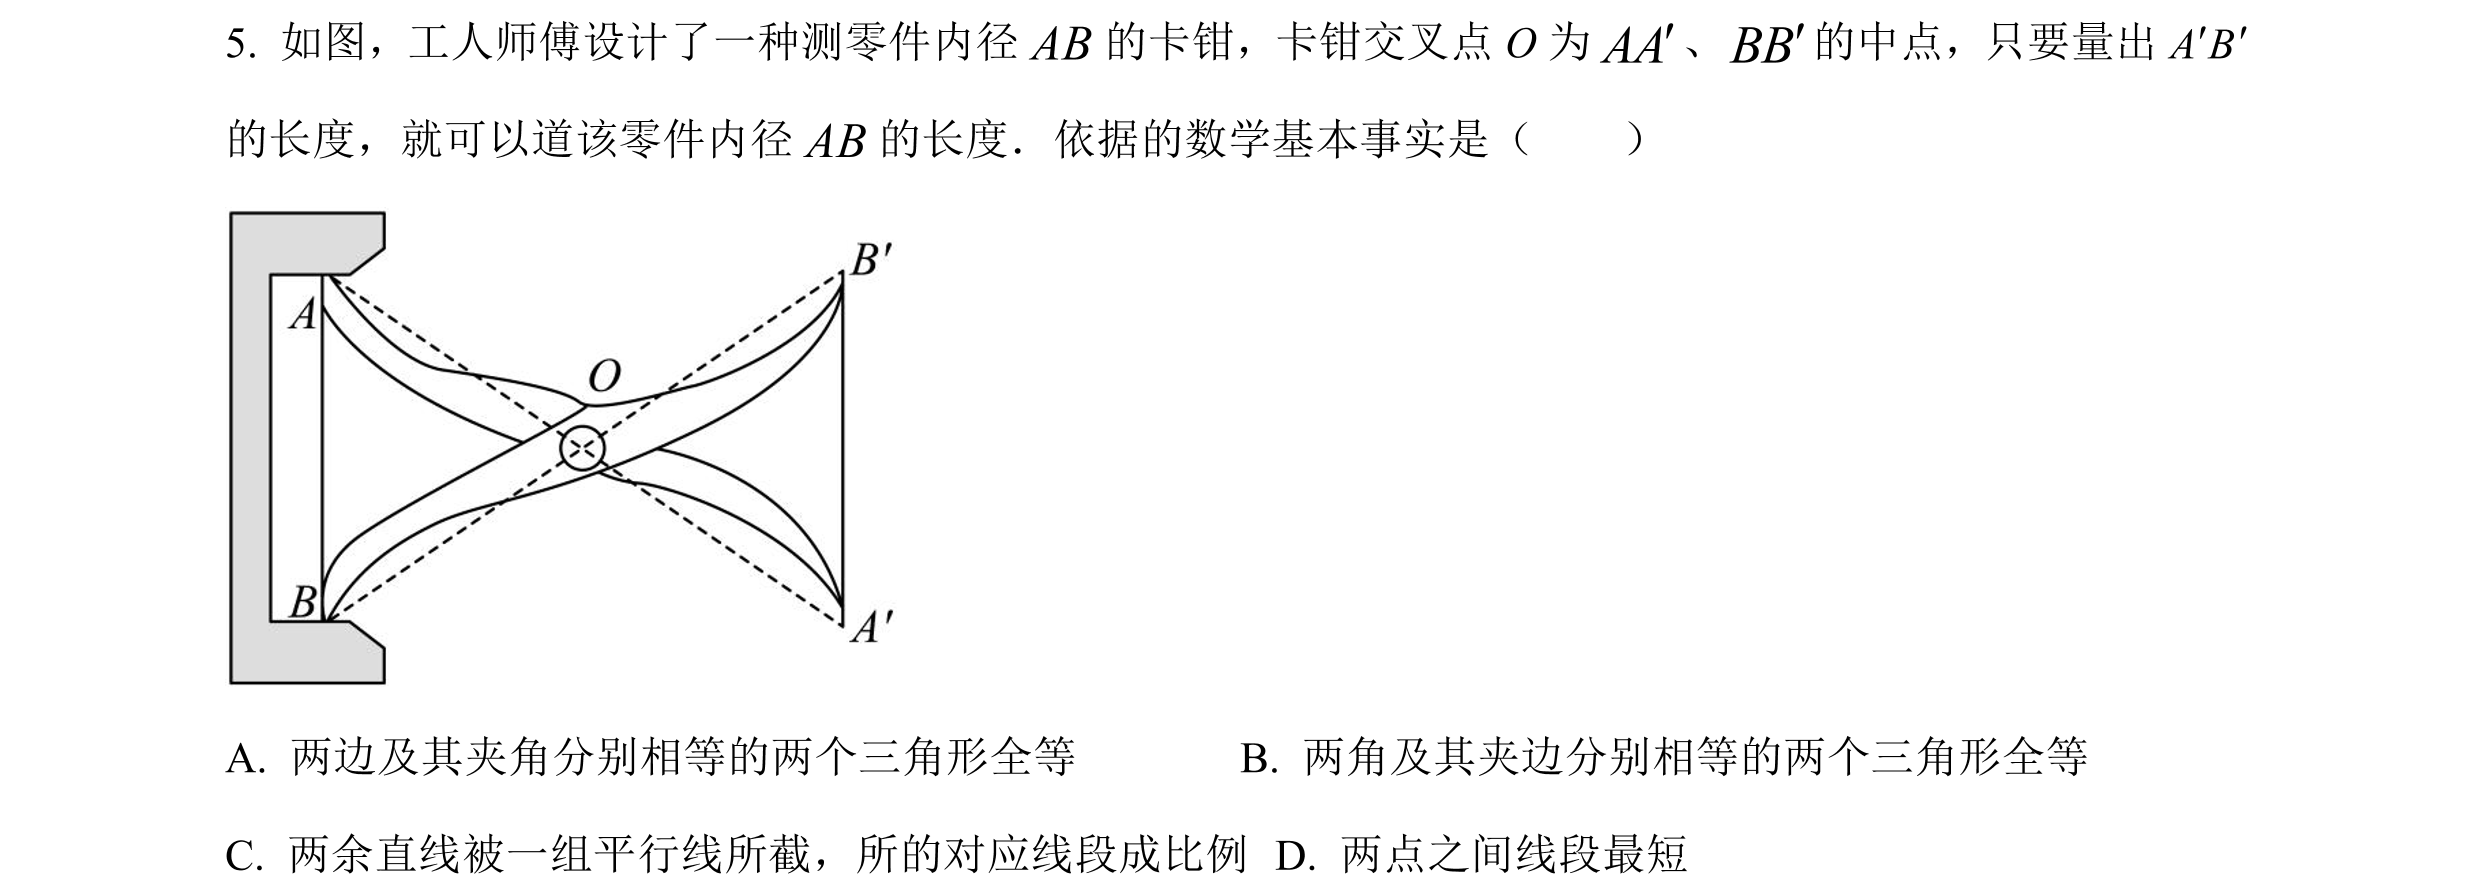 5. 如图，工人师傅设计了一种测零件内径 AB 的卡钳，卡钳交叉点 O 为 AA′、BB′ 的中点，只要量出 A′B′
的长度，就可以道该零件内径 AB 的长度．依据的数学基本事实是（　　）
B′
A
O
B
A′
A. 两边及其夹角分别相等的两个三角形全等 B. 两角及其夹边分别相等的两个三角形全等
C. 两余直线被一组平行线所截，所的对应线段成比例 D. 两点之间线段最短